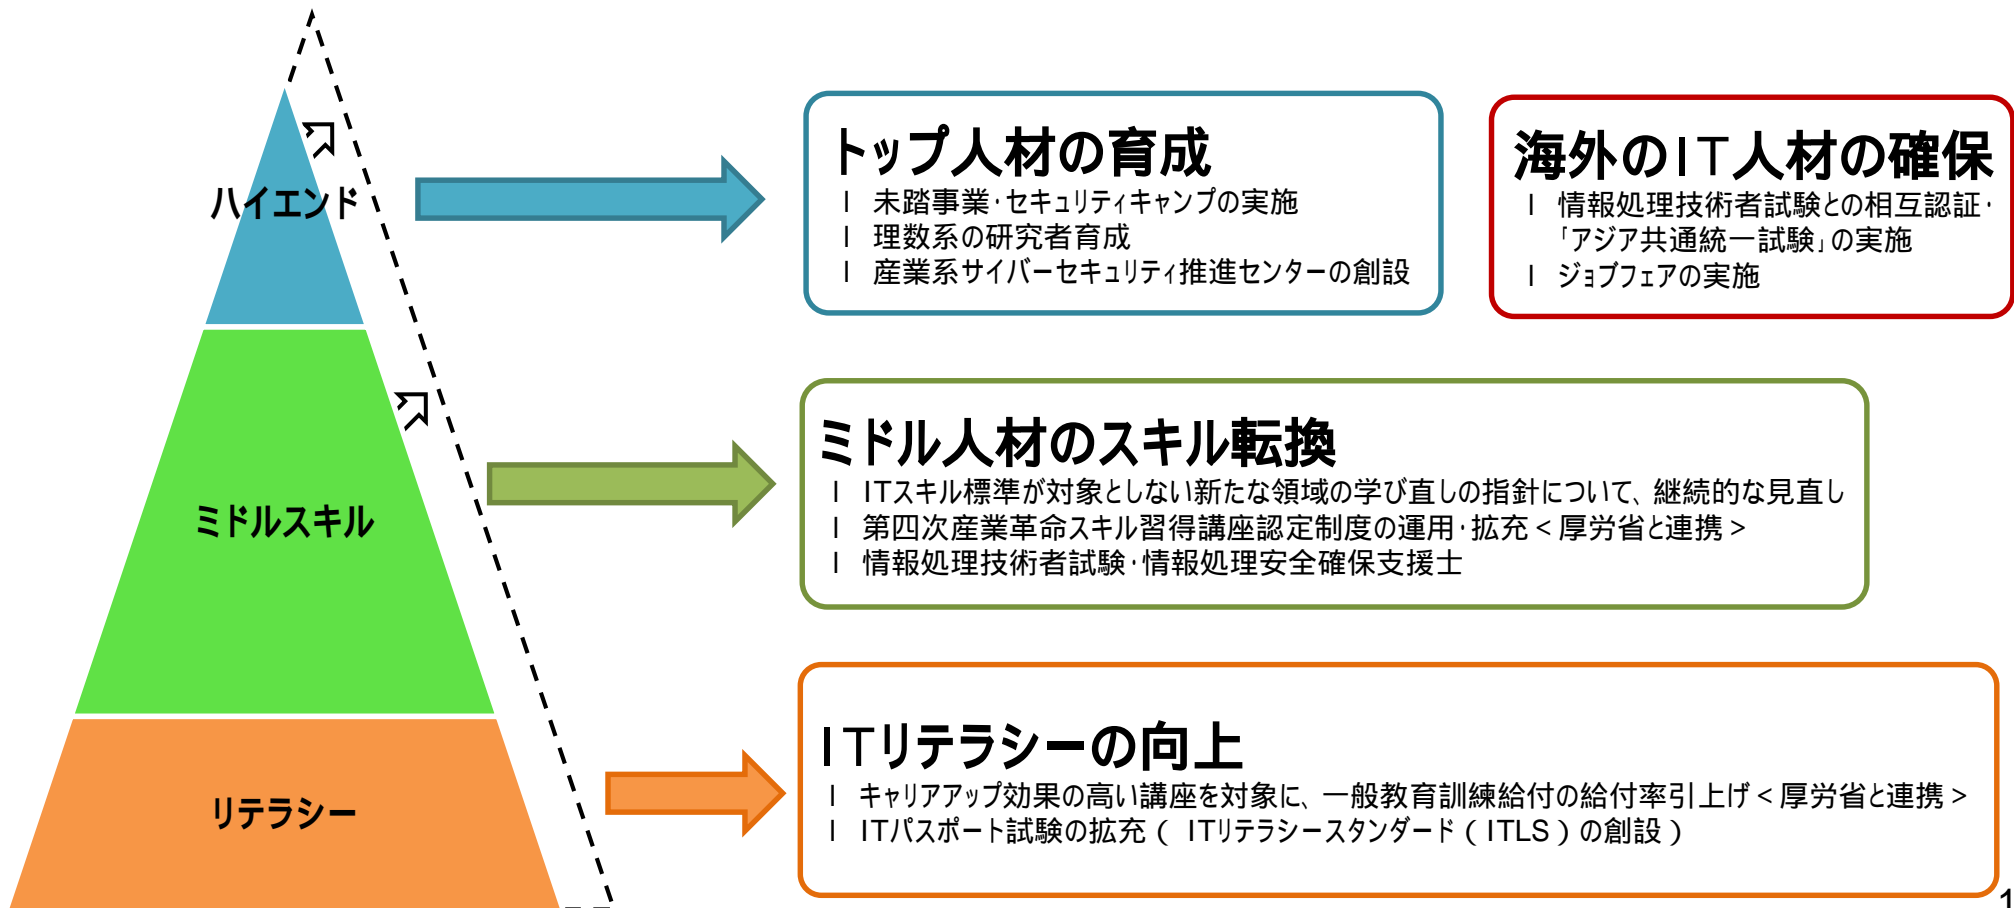 ハイエンド
トップ人材の育成
l 未踏事業・セキュリティキャンプの実施
l 理数系の研究者育成
l 産業系サイバーセキュリティ推進センターの創設
海外のIT人材の確保
l 情報処理技術者試験との相互認証・
「アジア共通統一試験」の実施
l ジョブフェアの実施
ミドルスキル
ミドル人材のスキル転換
l ITスキル標準が対象としない新たな領域の学び直しの指針について、継続的な見直し
l 第四次産業革命スキル習得講座認定制度の運用・拡充<厚労省と連携>
l 情報処理技術者試験・情報処理安全確保支援士
リテラシー
ITリテラシーの向上
l キャリアアップ効果の高い講座を対象に、一般教育訓練給付の給付率引上げ<厚労省と連携>
l ITパスポート試験の拡充( ITリテラシースタンダード(ITLS)の創設)